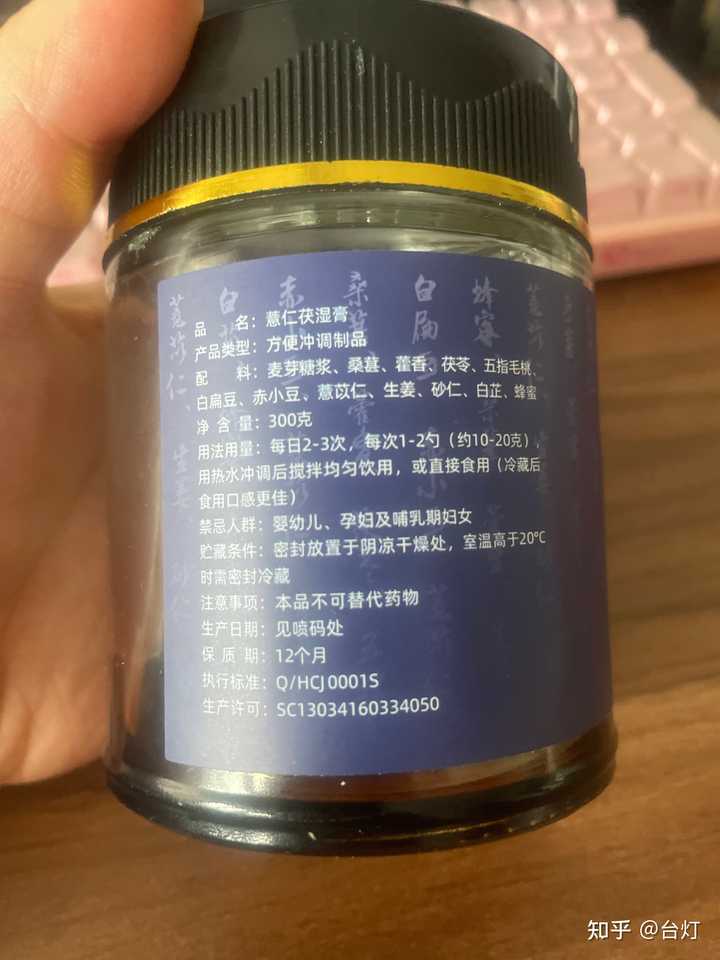 品名：薏仁茯湿膏
产品类型：方便冲调制品
配料：麦芽糖浆、桑葚、藿香、茯苓、五指毛桃、
白扁豆、赤小豆、薏苡仁、生姜、砂仁、白芷、蜂蜜
净含量：300克
用法用量：每日2-3次，每次1-2勺（约10-20克），
用热水冲调后搅拌均匀饮用，或直接食用（冷藏后
食用口感更佳）
禁忌人群：婴幼儿、孕妇及哺乳期妇女
贮藏条件：密封放置于阴凉干燥处，室温高于20°C
时需密封冷藏
注意事项：本品不可替代药物
生产日期：见喷码处
保质期：12个月
执行标准：Q/HCJ0001S
生产许可：SC13034160334050
知乎 @台灯